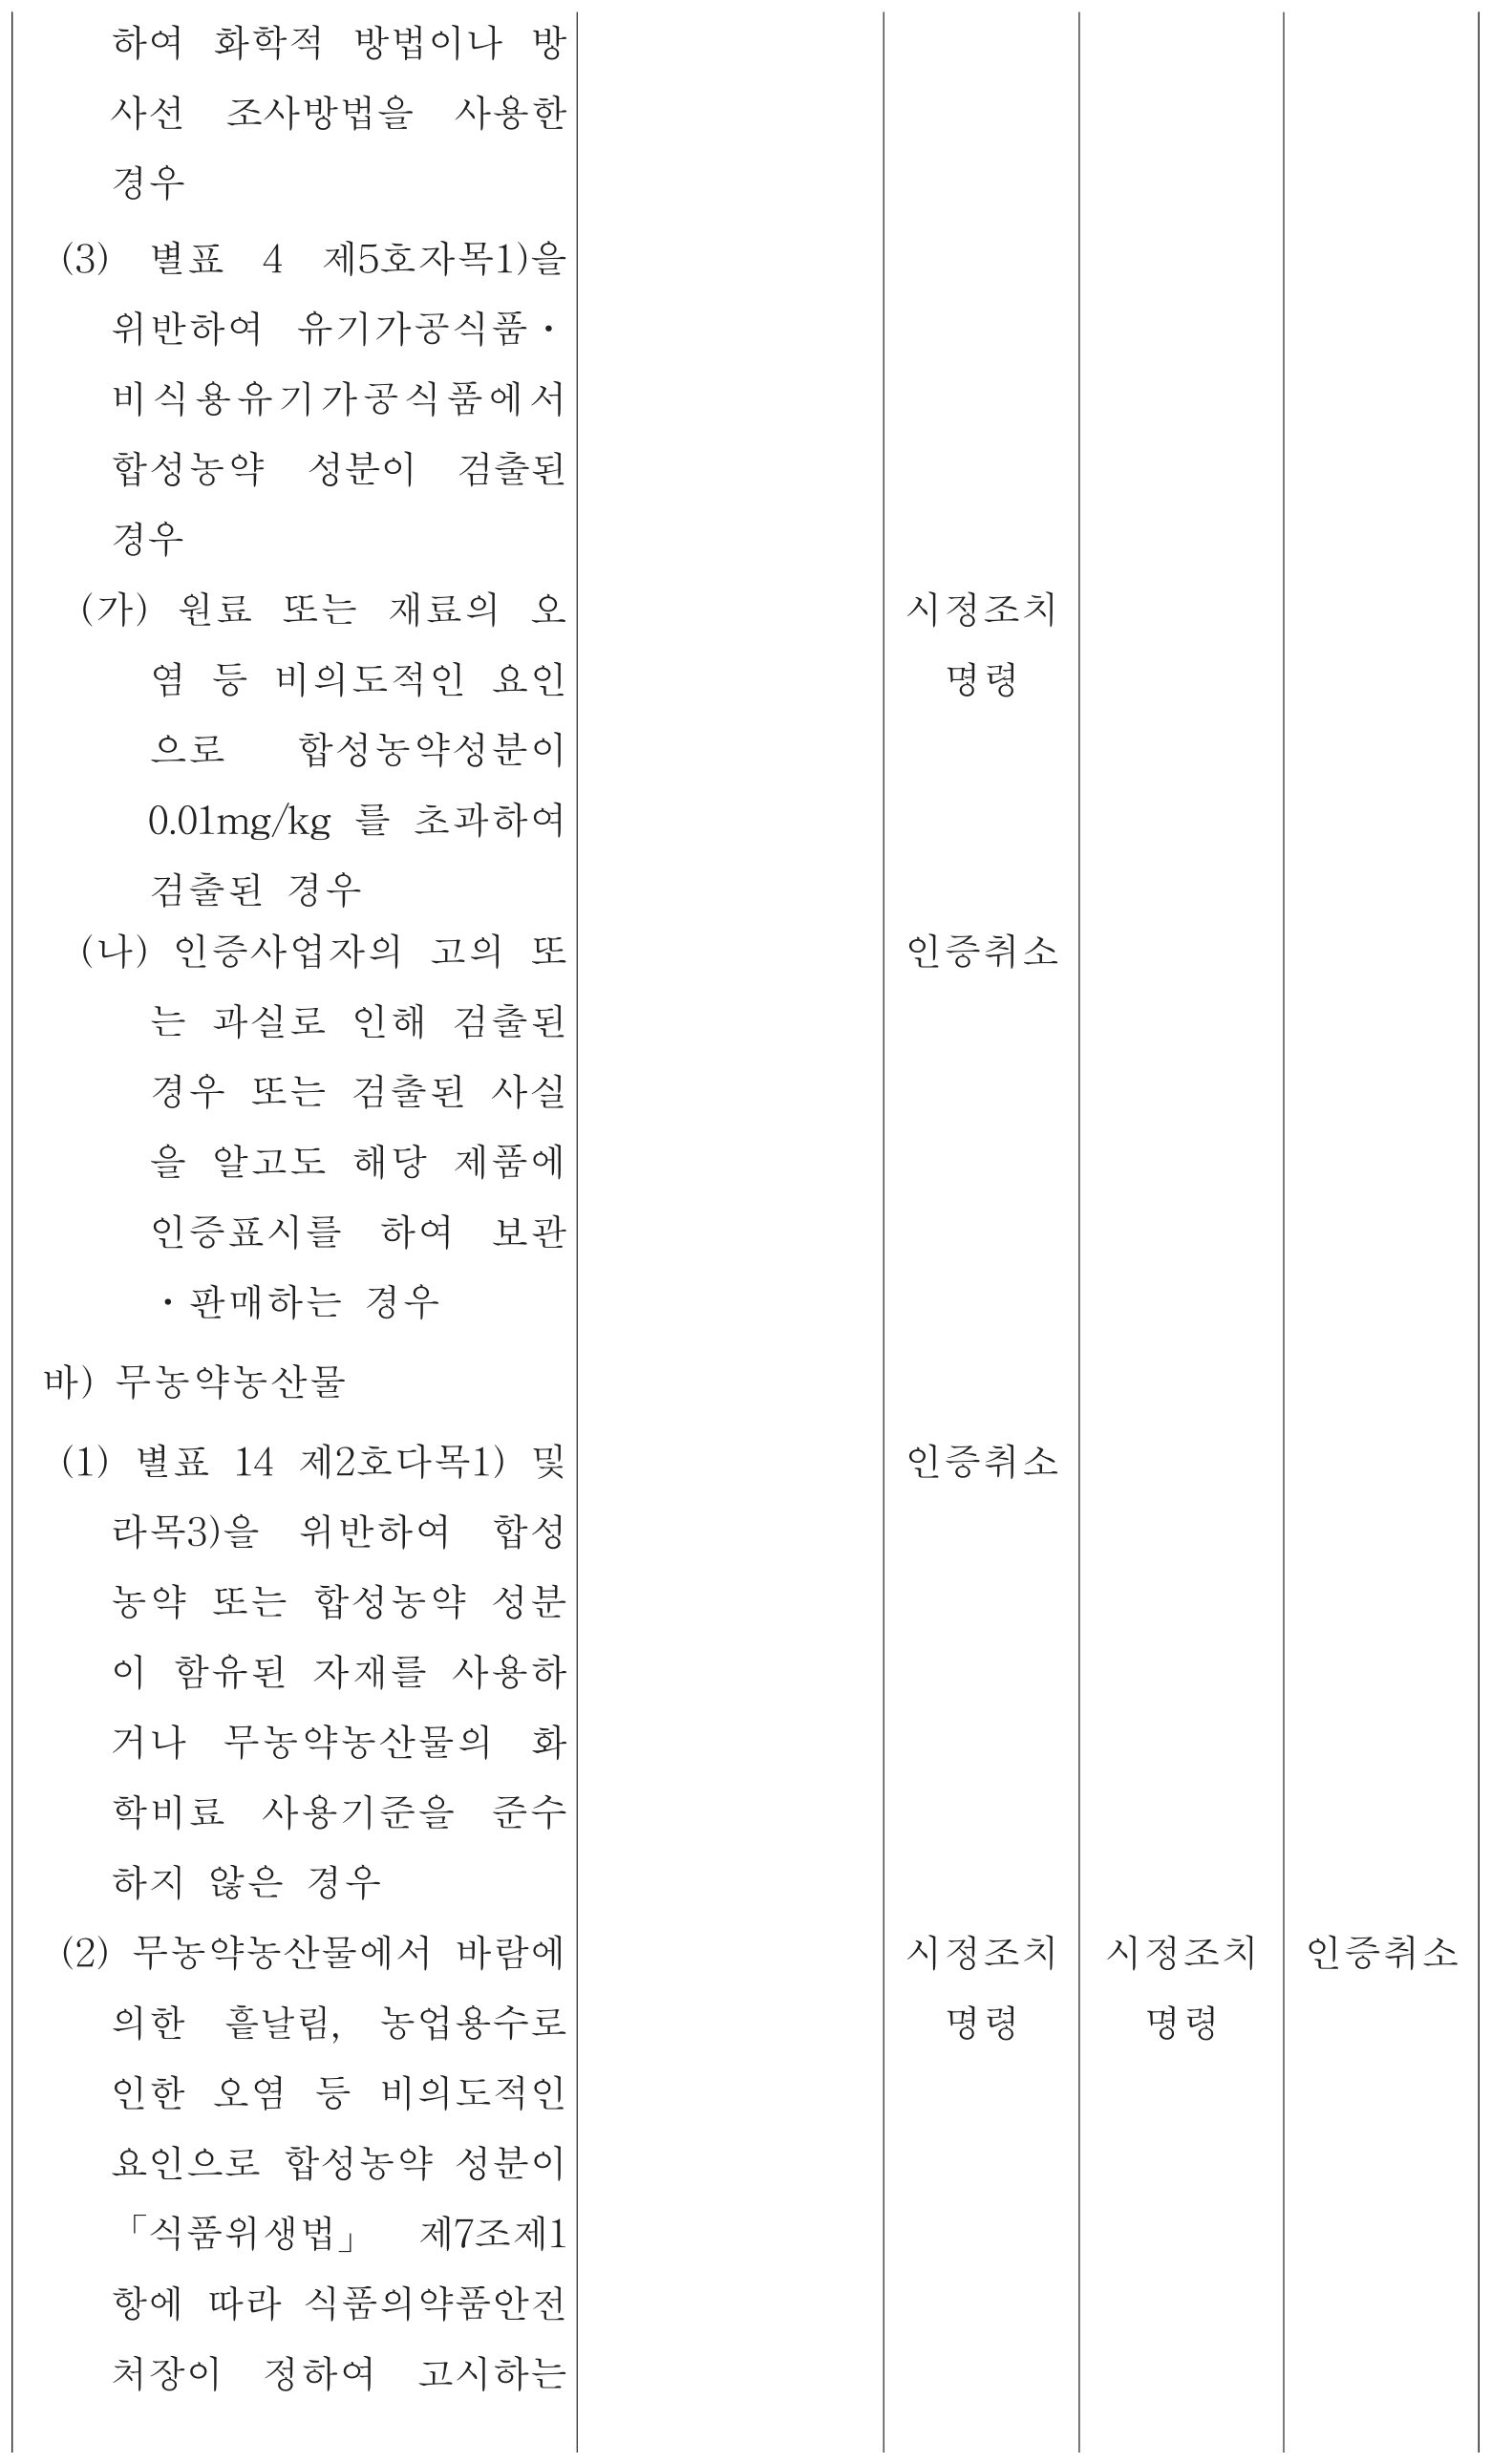 하여 화학적 방법이나 방
사선 조사방법을 사용한
경우
(3) 별표 4 제5호자목1)을
위반하여 유기가공식품·
비식용유기가공식품에서
합성농약 성분이 검출된
경우
(가) 원료 또는 재료의 오 시정조치
염 등 비의도적인 요인 명령
으로 합성농약성분이
0.01mg/kg 를 초과하여
검출된 경우
(나) 인증사업자의 고의 또 인증취소
는 과실로 인해 검출된
경우 또는 검출된 사실
을 알고도 해당 제품에
인증표시를 하여 보관
·판매하는 경우
바) 무농약농산물
(1) 별표 14 제2호다목1) 및 인증취소
라목3)을 위반하여 합성
농약 또는 합성농약 성분
이 함유된 자재를 사용하
거나 무농약농산물의 화
학비료 사용기준을 준수
하지 않은 경우
(2) 무농약농산물에서 바람에 시정조치 시정조치 인증취소
의한 흩날림, 농업용수로 명령 명령
인한 오염 등 비의도적인
요인으로 합성농약 성분이
「식품위생법」 제7조제1
항에 따라 식품의약품안전
처장이 정하여 고시하는